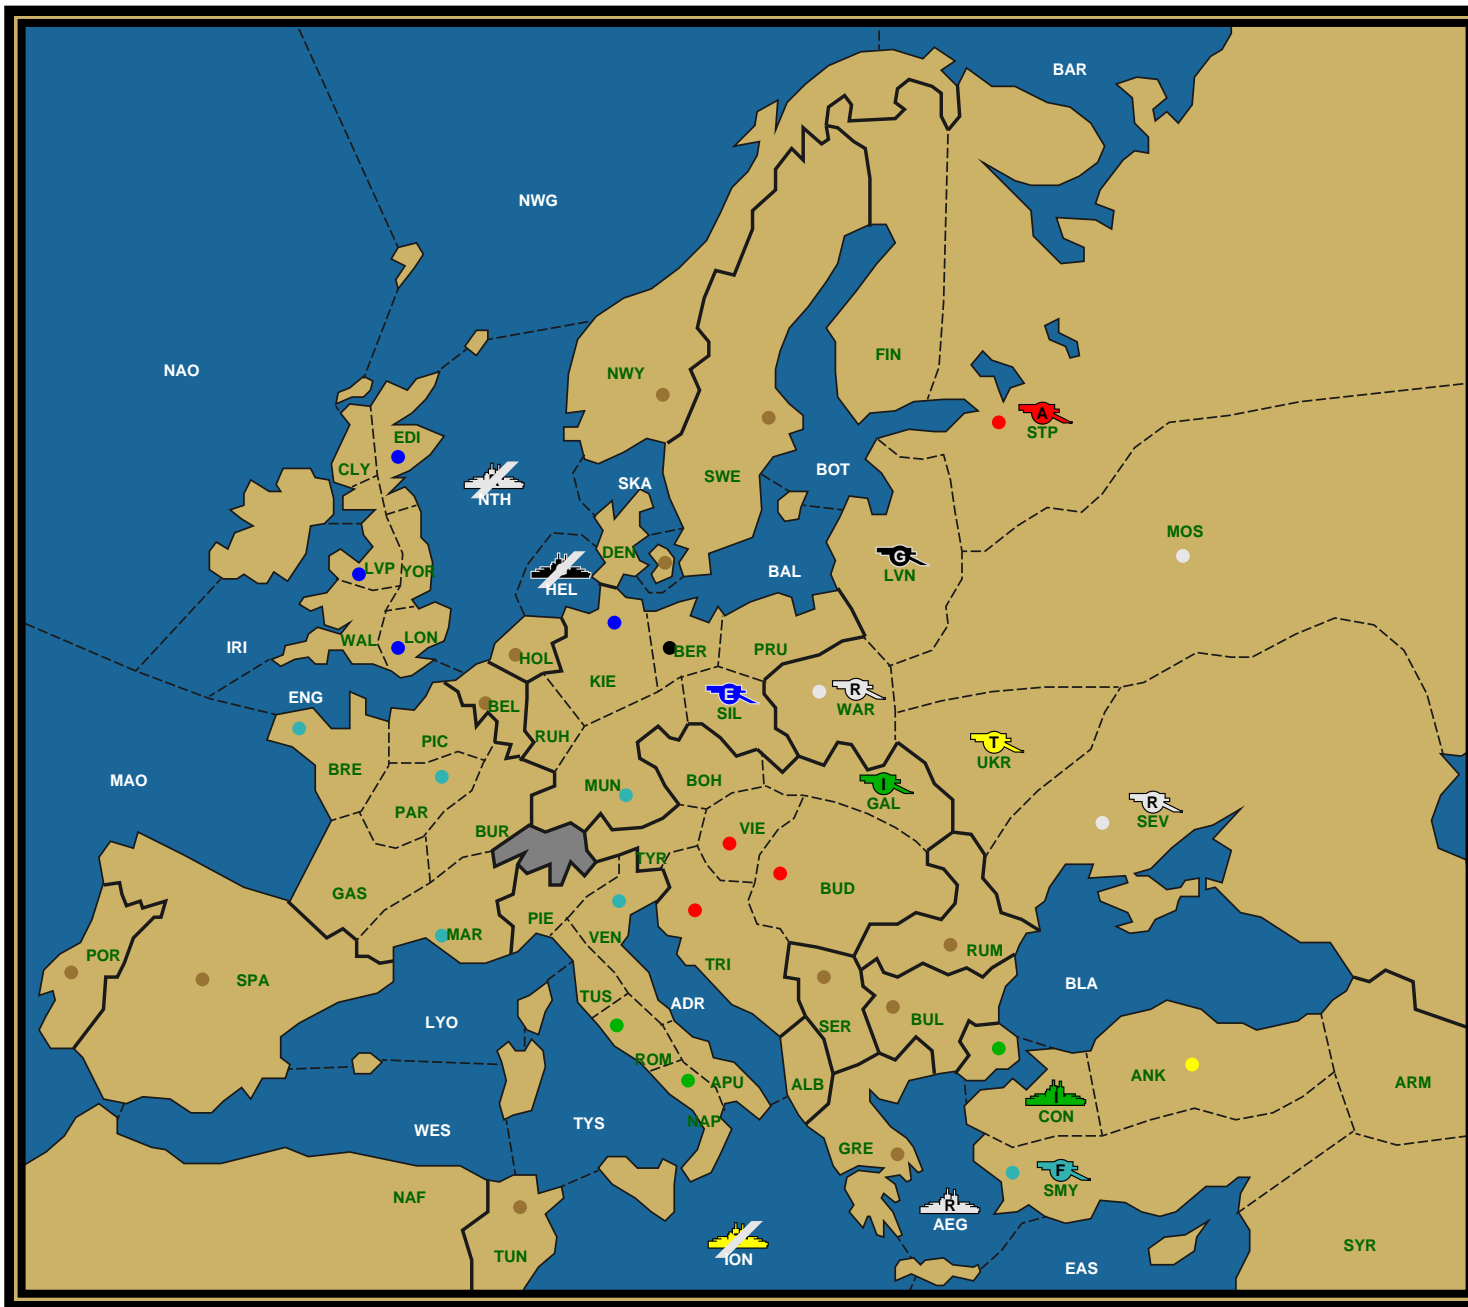 BAR
NWG
NAO
FIN
NWY
A
STP
EDI
CLY
SKA
BOT
SWE
NTH
MOS
DEN
G
LVN
LVP
YOR
HEL
BAL
IRI
WAL
LON
HOL
BER
PRU
KIE
ENG
BEL
E
SIL
R
WAR
PIC
RUH
T
UKR
BRE
MAO
MUN
BOH
I
GAL
PAR
R
SEV
BUR
VIE
TYR
GAS
BUD
PIE
MAR
VEN
POR
RUM
SPA
TRI
BLA
TUS
ADR
LYO
SER
BUL
ROM
APU
ALB
ANK
ARM
I
CON
NAP
WES
TYS
GRE
F
SMY
NAF
R
AEG
TUN
ION
SYR
EAS